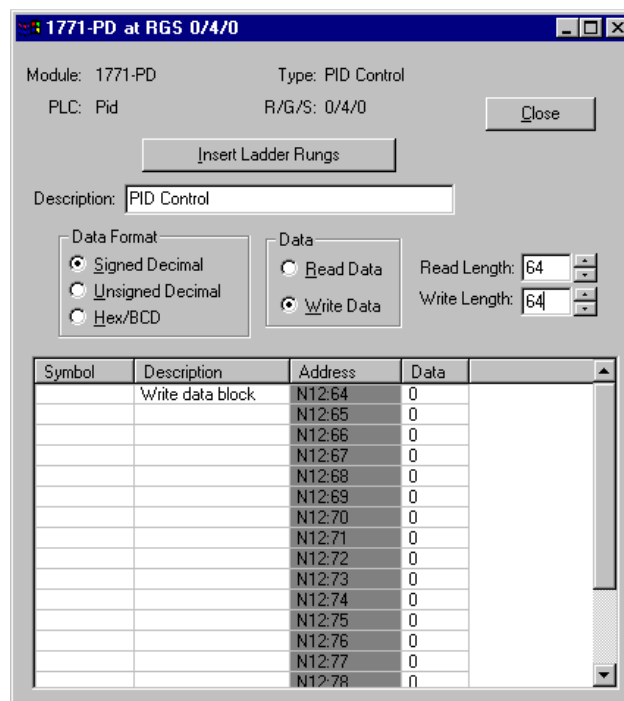 1771-PD at RGS 0/4/0
Module: 1771-PD Type: PID Control
PLC: Pid R/G/S: 0/4/0 Close
Insert Ladder Rungs
Description: PID Control
Data Format Data
Signed Decimal Read Data Read Length: 64
Unsigned Decimal Write Data Write Length: 64
Hex/BCD
Symbol Description Address Data
Write data block N12:64 0
N12:65 0
N12:66 0
N12:67 0
N12:68 0
N12:69 0
N12:70 0
N12:71 0
N12:72 0
N12:73 0
N12:74 0
N12:75 0
N12:76 0
N12:77 0
N12:78 0